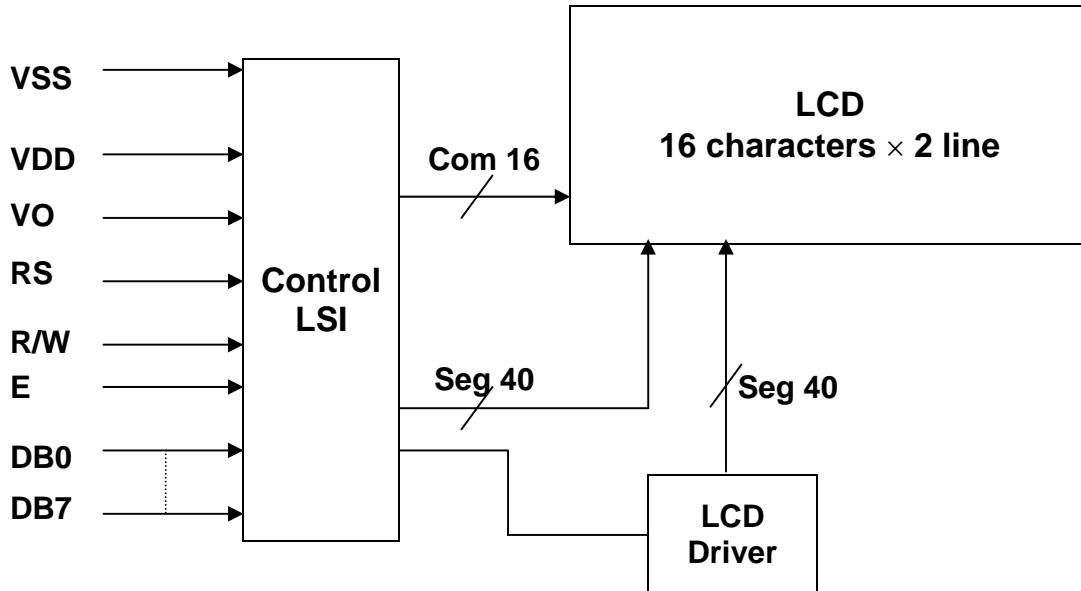 VSS
VDD
VO
RS
R/W
E
DB0
DB7
Control
LSI
Com 16
Seg 40
LCD
16 characters × 2 line
Seg 40
LCD
Driver